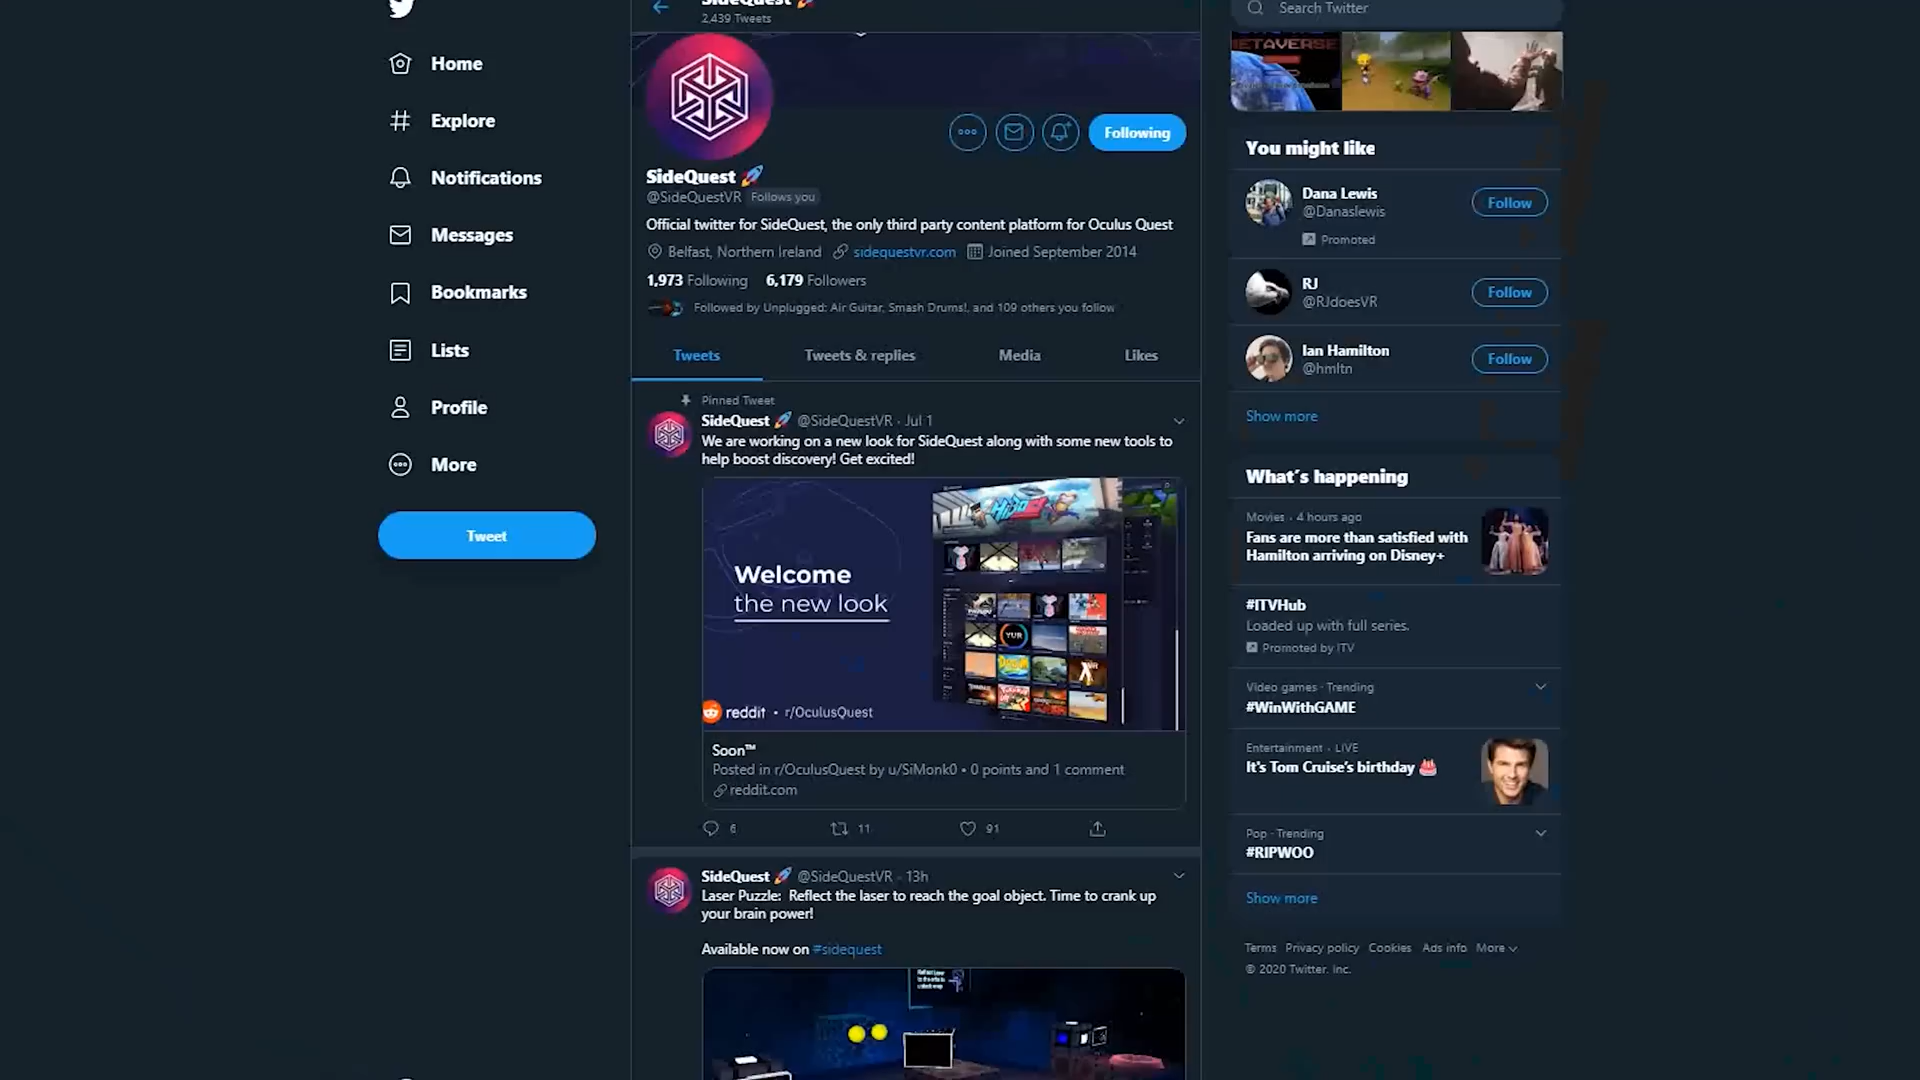 Home
Explore
Notifications
Messages
Bookmarks
Lists
Profile
More
Tweet
SideQuest 🚀
2,439 Tweets
Following
SideQuest 🚀
@SideQuestVR Follows you
Official twitter for SideQuest, the only third party content platform for Oculus Quest
Belfast, Northern Ireland sidequestvr.com Joined September 2014
1,973 Following 6,179 Followers
Followed by Unplugged: Air Guitar, Smash Drums!, and 109 others you follow
Tweets Tweets & replies Media Likes
Pinned Tweet
SideQuest 🚀 @SideQuestVR · Jul 1
We are working on a new look for SideQuest along with some new tools to
help boost discovery! Get excited!
Welcome
the new look
YUR
reddit • r/OculusQuest
Soon™
Posted in r/OculusQuest by u/SiMonk0 • 0 points and 1 comment
reddit.com
6 11 91
SideQuest 🚀 @SideQuestVR · 13h
Laser Puzzle: Reflect the laser to reach the goal object. Time to crank up
your brain power!
Available now on #sidequest
Search Twitter
METAVERSE
You might like
Dana Lewis
@Danaslewis
Follow
Promoted
RJ
@RJdoesVR
Follow
Ian Hamilton
@hmltn
Follow
Show more
What's happening
Movies · 4 hours ago
Fans are more than satisfied with
Hamilton arriving on Disney+
#ITVHub
Loaded up with full series.
Promoted by ITV
Video games · Trending
#WinWithGAME
Entertainment · LIVE
It's Tom Cruise's birthday 🎂
Pop · Trending
#RIPWOO
Show more
Terms Privacy policy Cookies Ads info More
© 2020 Twitter, Inc.